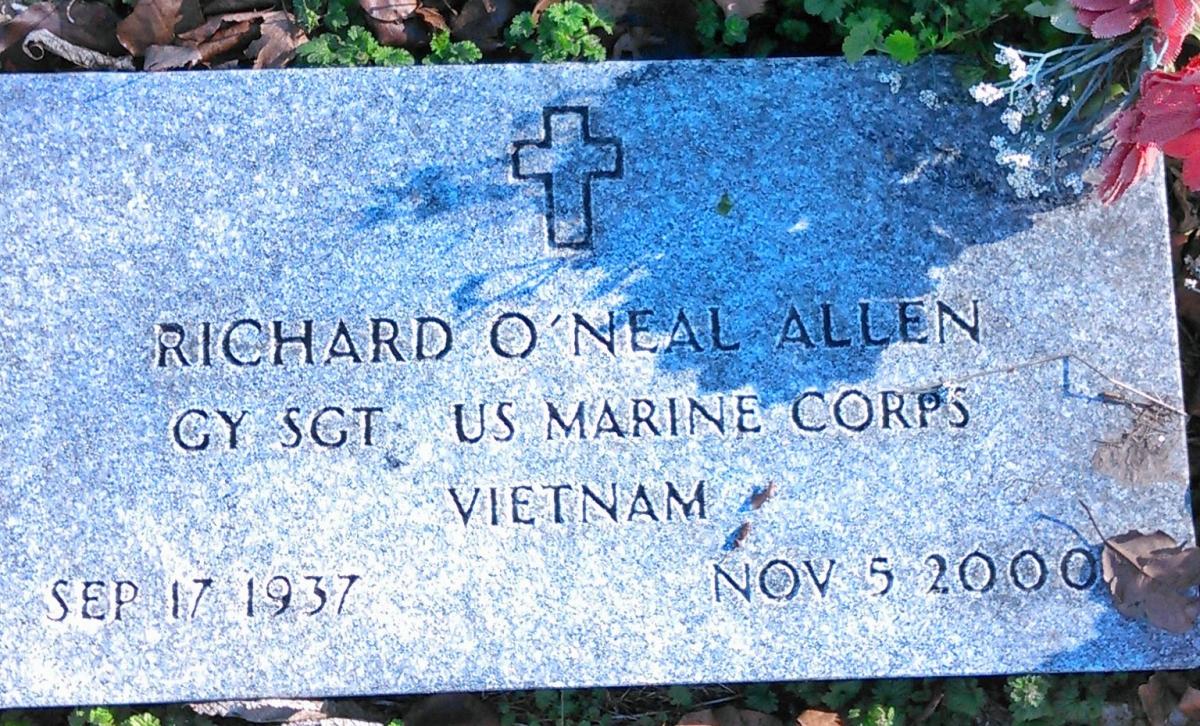 RICHARD O'NEAL ALLEN
GY SGT US MARINE CORPS
VIETNAM
SEP 17 1937 NOV 5 2000